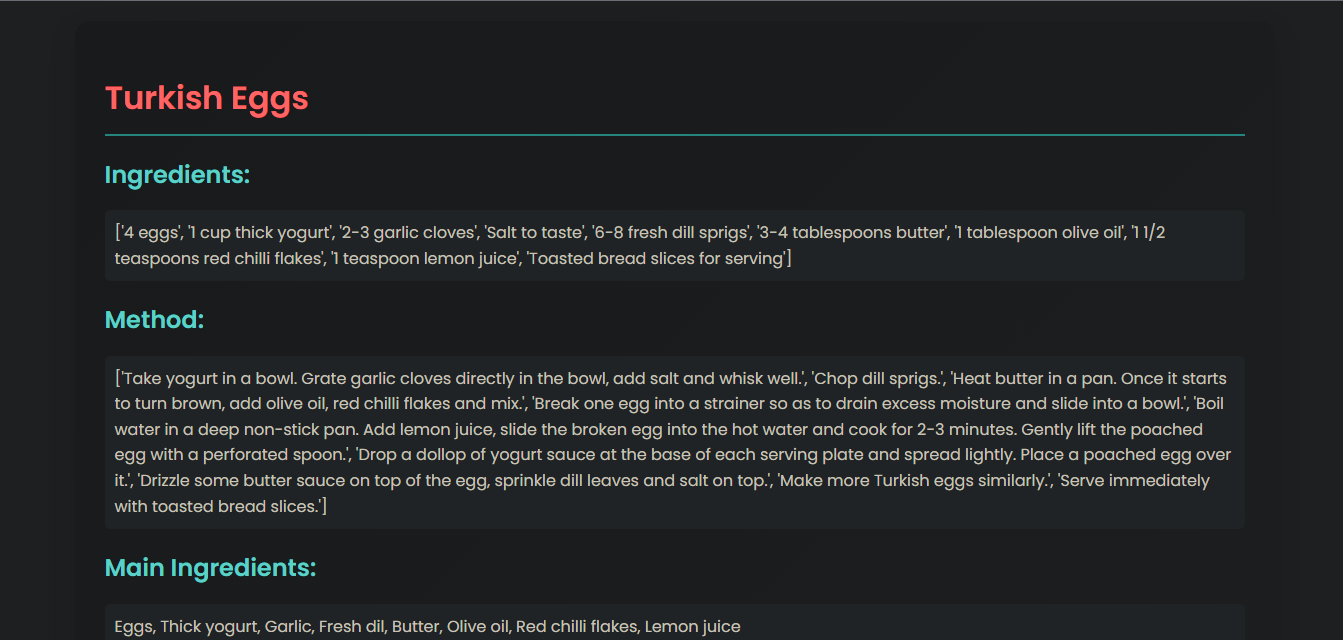 Turkish Eggs
Ingredients:
['4 eggs', '1 cup thick yogurt', '2-3 garlic cloves', 'Salt to taste', '6-8 fresh dill sprigs', '3-4 tablespoons butter', '1 tablespoon olive oil', '1 1/2
teaspoons red chilli flakes', '1 teaspoon lemon juice', 'Toasted bread slices for serving']
Method:
['Take yogurt in a bowl. Grate garlic cloves directly in the bowl, add salt and whisk well.', 'Chop dill sprigs.', 'Heat butter in a pan. Once it starts
to turn brown, add olive oil, red chilli flakes and mix.', 'Break one egg into a strainer so as to drain excess moisture and slide into a bowl.', 'Boil
water in a deep non-stick pan. Add lemon juice, slide the broken egg into the hot water and cook for 2-3 minutes. Gently lift the poached
egg with a perforated spoon.', 'Drop a dollop of yogurt sauce at the base of each serving plate and spread lightly. Place a poached egg over
it.', 'Drizzle some butter sauce on top of the egg, sprinkle dill leaves and salt on top.', 'Make more Turkish eggs similarly.', 'Serve immediately
with toasted bread slices.']
Main Ingredients:
Eggs, Thick yogurt, Garlic, Fresh dil, Butter, Olive oil, Red chilli flakes, Lemon juice